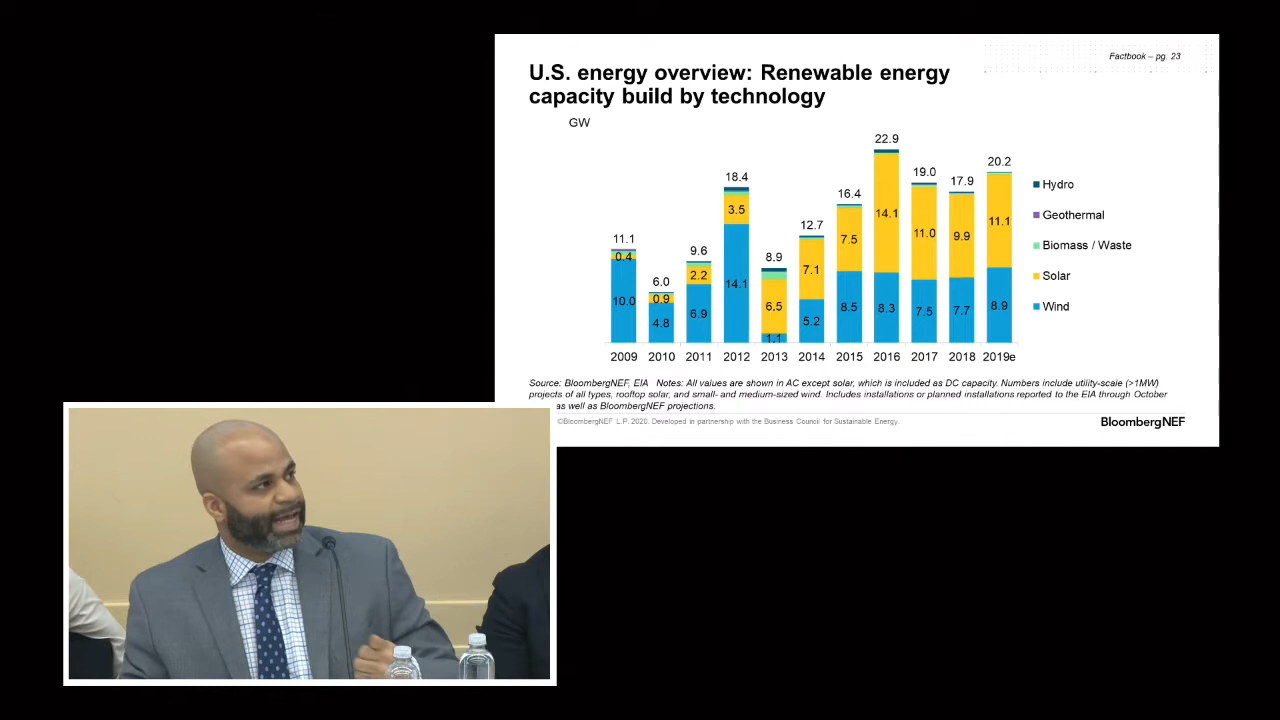 Factbook – pg. 23
U.S. energy overview: Renewable energy
capacity build by technology
GW
22.9
20.2
19.0
18.4
17.9
16.4
12.7
11.1
9.6
8.9
6.0
0.4
10.0
0.9
4.8
2.2
6.9
3.5
14.1
6.5
1.1
7.1
5.2
7.5
8.5
14.1
8.3
11.0
7.5
9.9
7.7
11.1
8.9
2009 2010 2011 2012 2013 2014 2015 2016 2017 2018 2019e
Hydro
Geothermal
Biomass / Waste
Solar
Wind
Source: BloombergNEF, EIA Notes: All values are shown in AC except solar, which is included as DC capacity. Numbers include utility-scale (>1MW)
projects of all types, rooftop solar, and small- and medium-sized wind. Includes installations or planned installations reported to the EIA through October
as well as BloombergNEF projections.
©BloombergNEF L.P. 2020. Developed in partnership with the Business Council for Sustainable Energy.
BloombergNEF